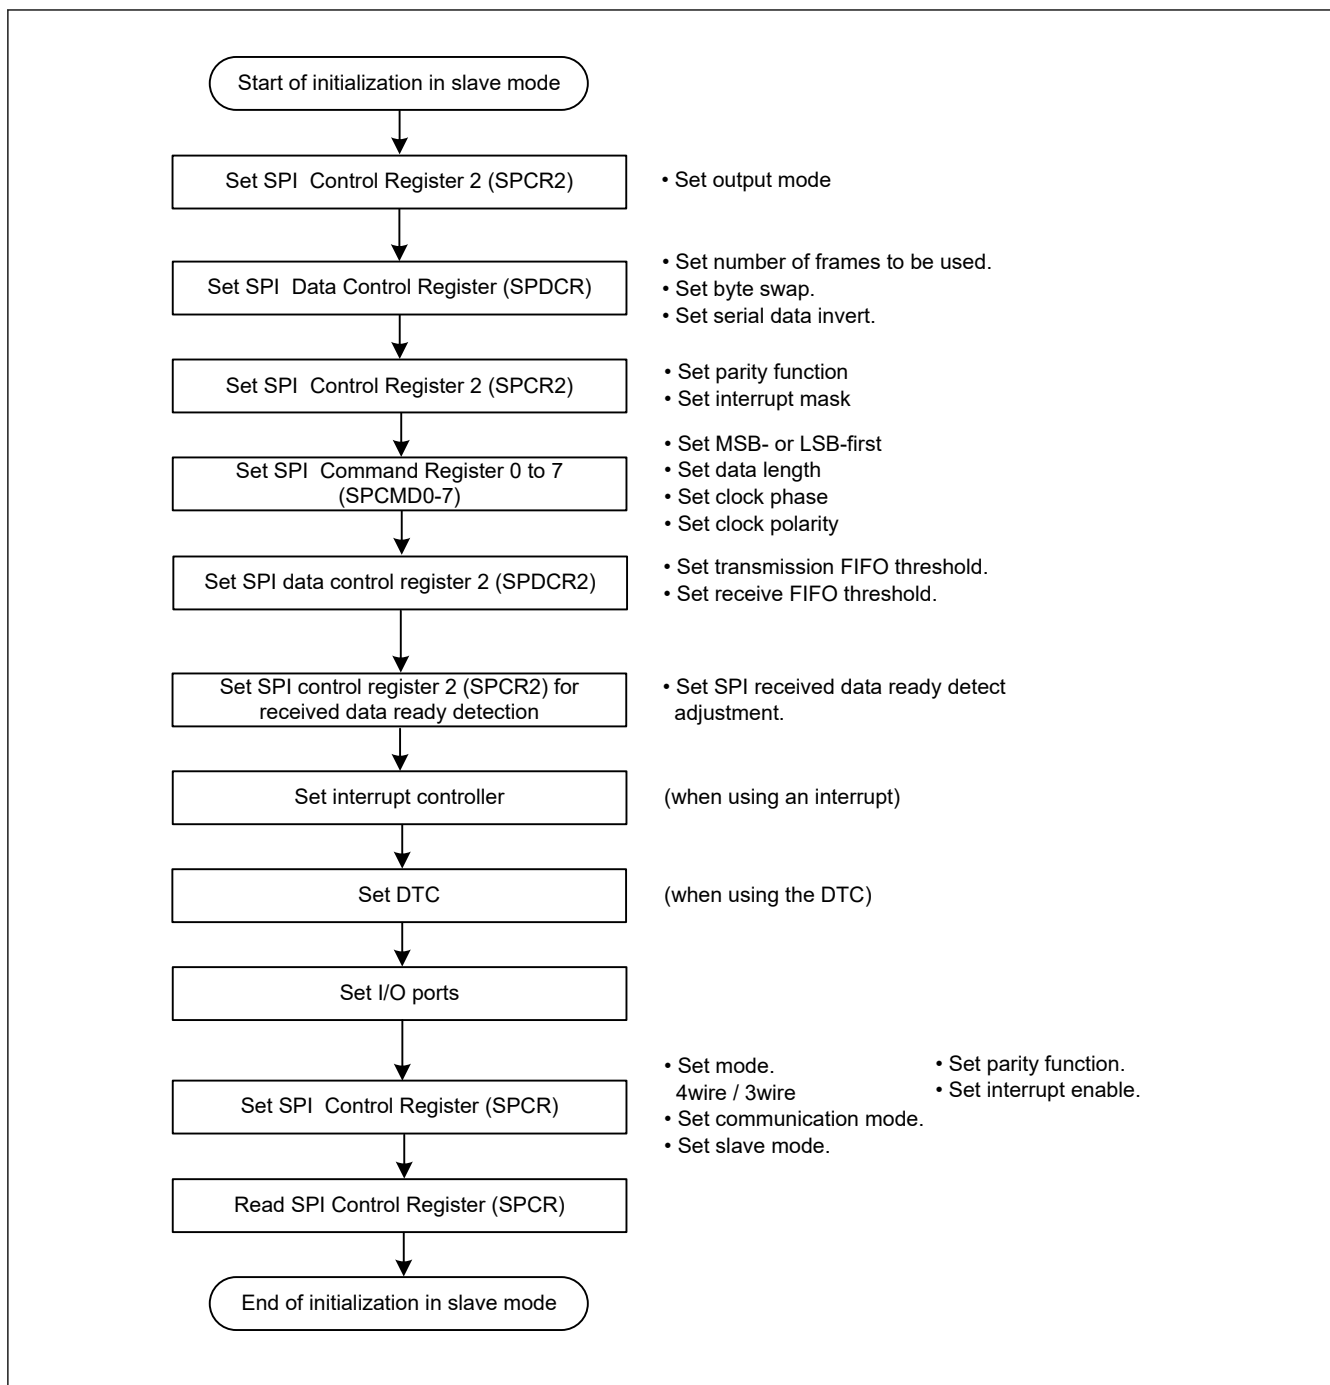 Start of initialization in slave mode
Set SPI Control Register 2 (SPCR2)
• Set output mode
Set SPI Data Control Register (SPDCR)
• Set number of frames to be used.
• Set byte swap.
• Set serial data invert.
Set SPI Control Register 2 (SPCR2)
• Set parity function
• Set interrupt mask
Set SPI Command Register 0 to 7
(SPCMD0-7)
• Set MSB- or LSB-first
• Set data length
• Set clock phase
• Set clock polarity
Set SPI data control register 2 (SPDCR2)
• Set transmission FIFO threshold.
• Set receive FIFO threshold.
Set SPI control register 2 (SPCR2) for
received data ready detection
• Set SPI received data ready detect
adjustment.
Set interrupt controller
(when using an interrupt)
Set DTC
(when using the DTC)
Set I/O ports
Set SPI Control Register (SPCR)
• Set mode.
4wire / 3wire
• Set communication mode.
• Set slave mode.
• Set parity function.
• Set interrupt enable.
Read SPI Control Register (SPCR)
End of initialization in slave mode